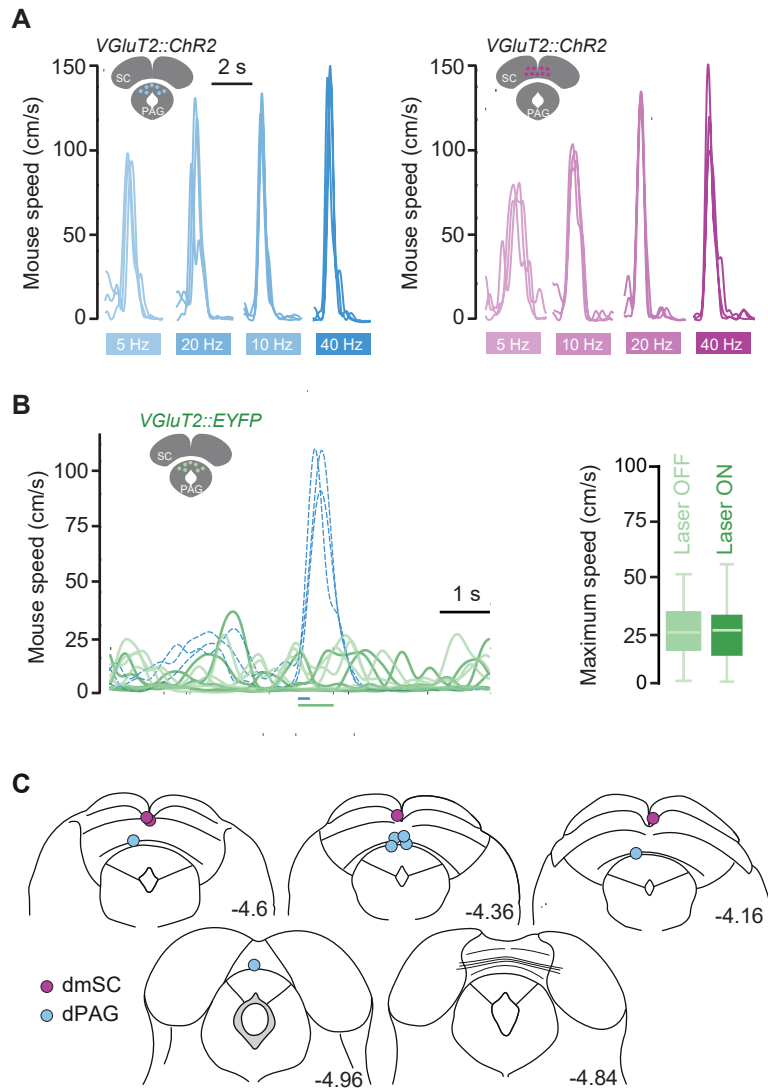 A
VGluT2::ChR2
2 s
SC
PAG
Mouse speed (cm/s)
150
100
50
0
5 Hz
20 Hz
10 Hz
40 Hz
VGluT2::ChR2
SC
PAG
Mouse speed (cm/s)
150
100
50
0
5 Hz
10 Hz
20 Hz
40 Hz
B
VGluT2::EYFP
SC
PAG
Mouse speed (cm/s)
100
75
50
25
0
1 s
Maximum speed (cm/s)
100
75
50
25
0
Laser OFF
Laser ON
C
-4.6
-4.36
-4.16
dmSC
dPAG
-4.96
-4.84